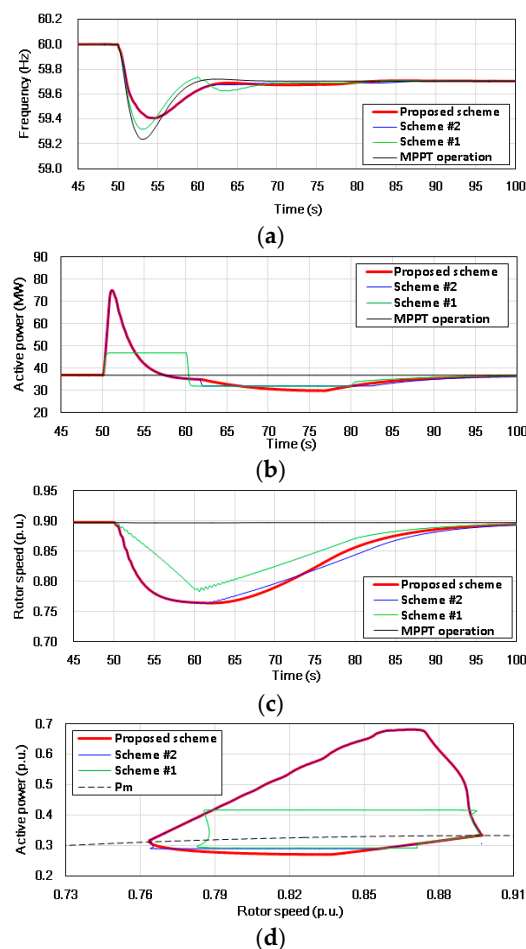 60.2
60.0
59.8
59.6
59.4
59.2
59.0
Frequency (Hz)
Proposed scheme
Scheme #2
Scheme #1
MPPT operation
45 50 55 60 65 70 75 80 85 90 95 100
Time (s)
(a)
90
80
70
60
50
40
30
20
Active power (MW)
Proposed scheme
Scheme #2
Scheme #1
MPPT operation
45 50 55 60 65 70 75 80 85 90 95 100
Time (s)
(b)
0.95
0.90
0.85
0.80
0.75
0.70
Rotor speed (p.u.)
Proposed scheme
Scheme #2
Scheme #1
MPPT operation
45 50 55 60 65 70 75 80 85 90 95 100
Time (s)
(c)
0.7
0.6
0.5
0.4
0.3
0.2
Active power (p.u.)
Proposed scheme
Scheme #2
Scheme #1
Pm
0.73 0.76 0.79 0.82 0.85 0.88 0.91
Rotor speed (p.u.)
(d)